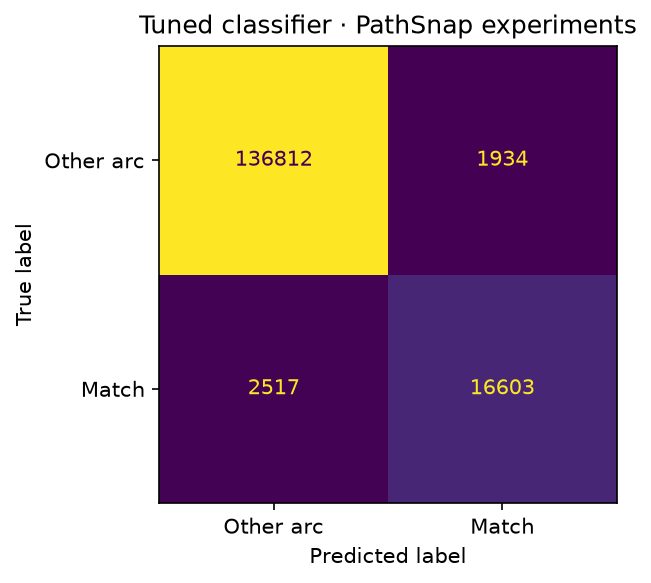 Tuned classifier · PathSnap experiments
True label
Other arc
136812
1934
Match
2517
16603
Other arc
Match
Predicted label